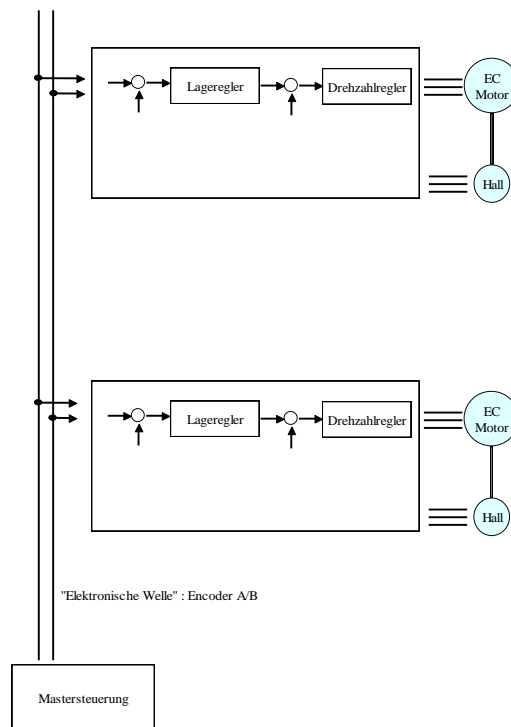 EC
Motor
Lageregler
Drehzahlregler
Hall
EC
Motor
Lageregler
Drehzahlregler
Hall
"Elektronische Welle" : Encoder A/B
Mastersteuerung